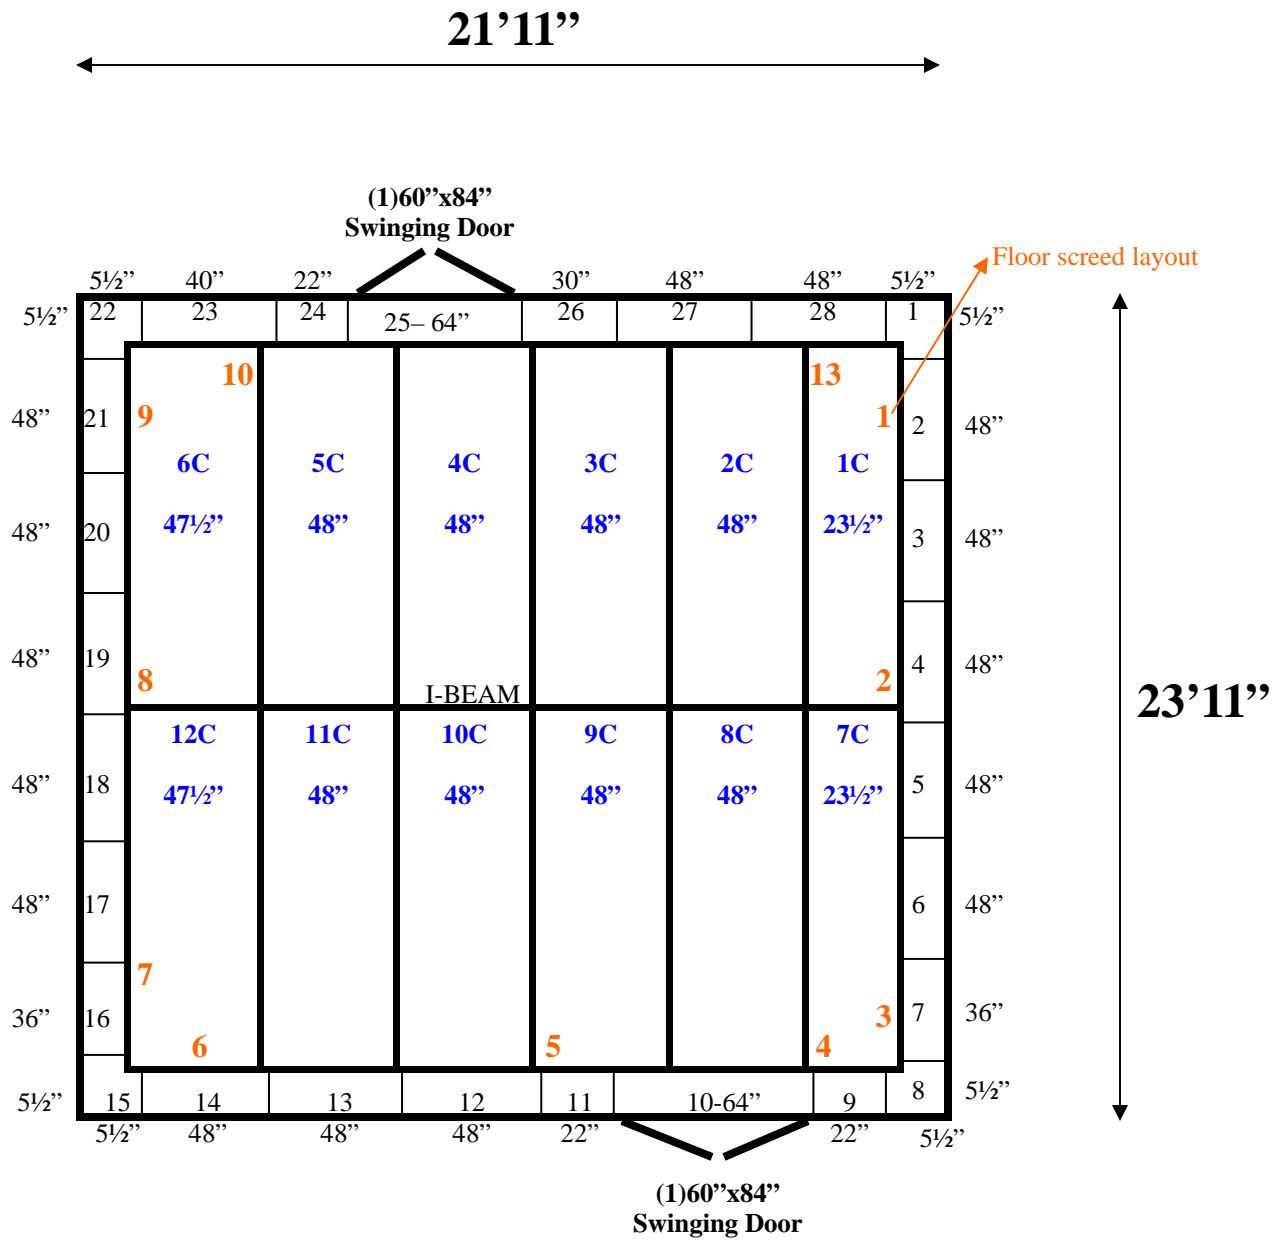 21’11”
(1)60”x84”
Swinging Door
Floor screed layout
5½” 40” 22” 30” 48” 48” 5½”
5½” 22 23 24 25– 64” 26 27 28 1 5½”
10 13
48” 21 9 1 2 48”
6C 5C 4C 3C 2C 1C
47½” 48” 48” 48” 48” 23½”
48” 20 3 48”
48” 19 8 2 4 48”
I-BEAM
23’11”
12C 11C 10C 9C 8C 7C
47½” 48” 48” 48” 48” 23½”
48” 18 5 48”
48” 17 6 48”
7
36” 16 3 7 36”
6 5 4
5½” 15 14 13 12 11 10-64” 9 8 5½”
5½” 48” 48” 48” 22” 22” 5½”
(1)60”x84”
Swinging Door